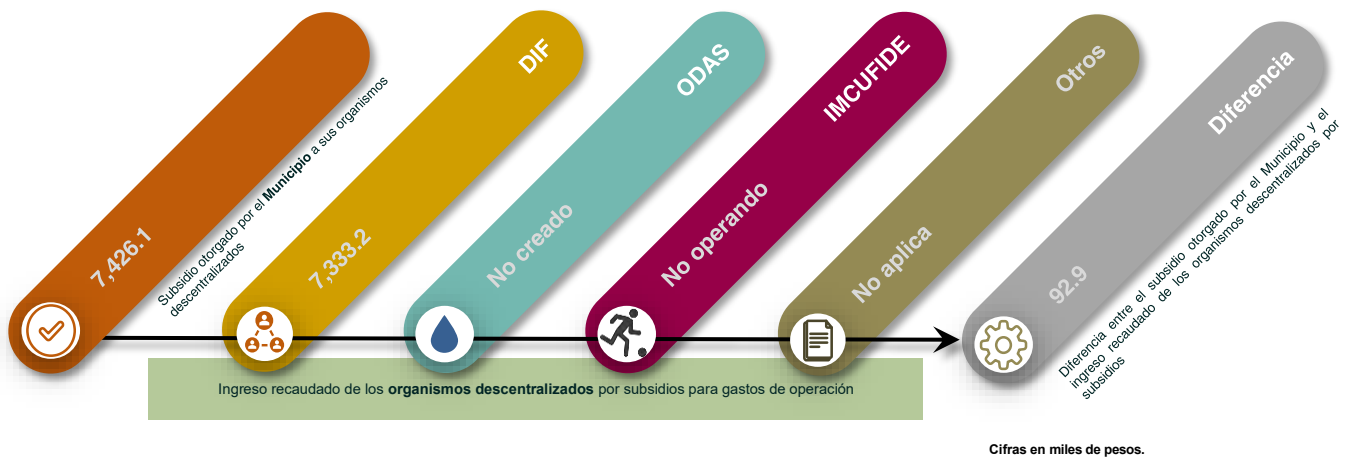 7,426.1
Subsidio otorgado por el Municipio a sus organismos
descentralizados
DIF
7,333.2
ODAS
No creado
IMCUFIDE
No operando
Otros
No aplica
Diferencia
92.9
Diferencia entre el subsidio otorgado por el Municipio y el
ingreso recaudado de los organismos descentralizados por
subsidios
Ingreso recaudado de los organismos descentralizados por subsidios para gastos de operación
Cifras en miles de pesos.